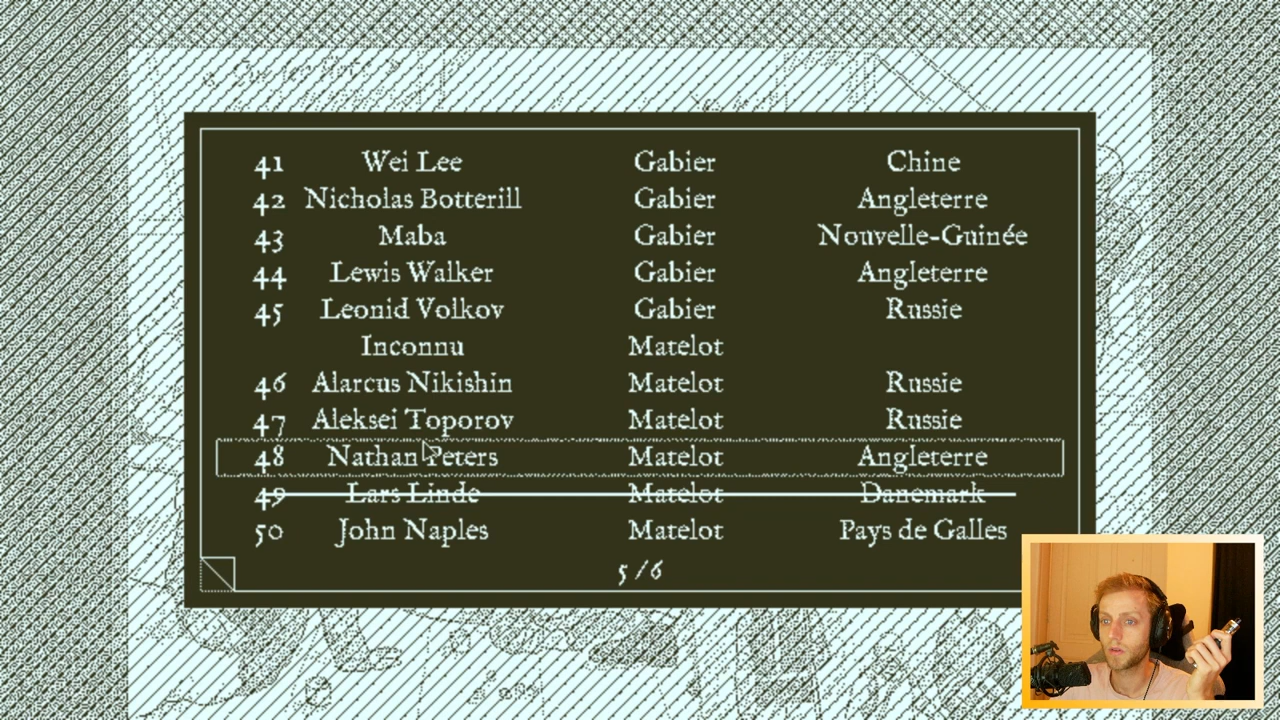 41 Wei Lee Gabier Chine
42 Nicholas Botterill Gabier Angleterre
43 Maba Gabier Nouvelle-Guinée
44 Lewis Walker Gabier Angleterre
45 Leonid Volkov Gabier Russie
Inconnu Matelot
46 Alarcus Nikishin Matelot Russie
47 Aleksei Toporov Matelot Russie
48 Nathan Peters Matelot Angleterre
49 Lars Linde Matelot Danemark
50 John Naples Matelot Pays de Galles
5/6